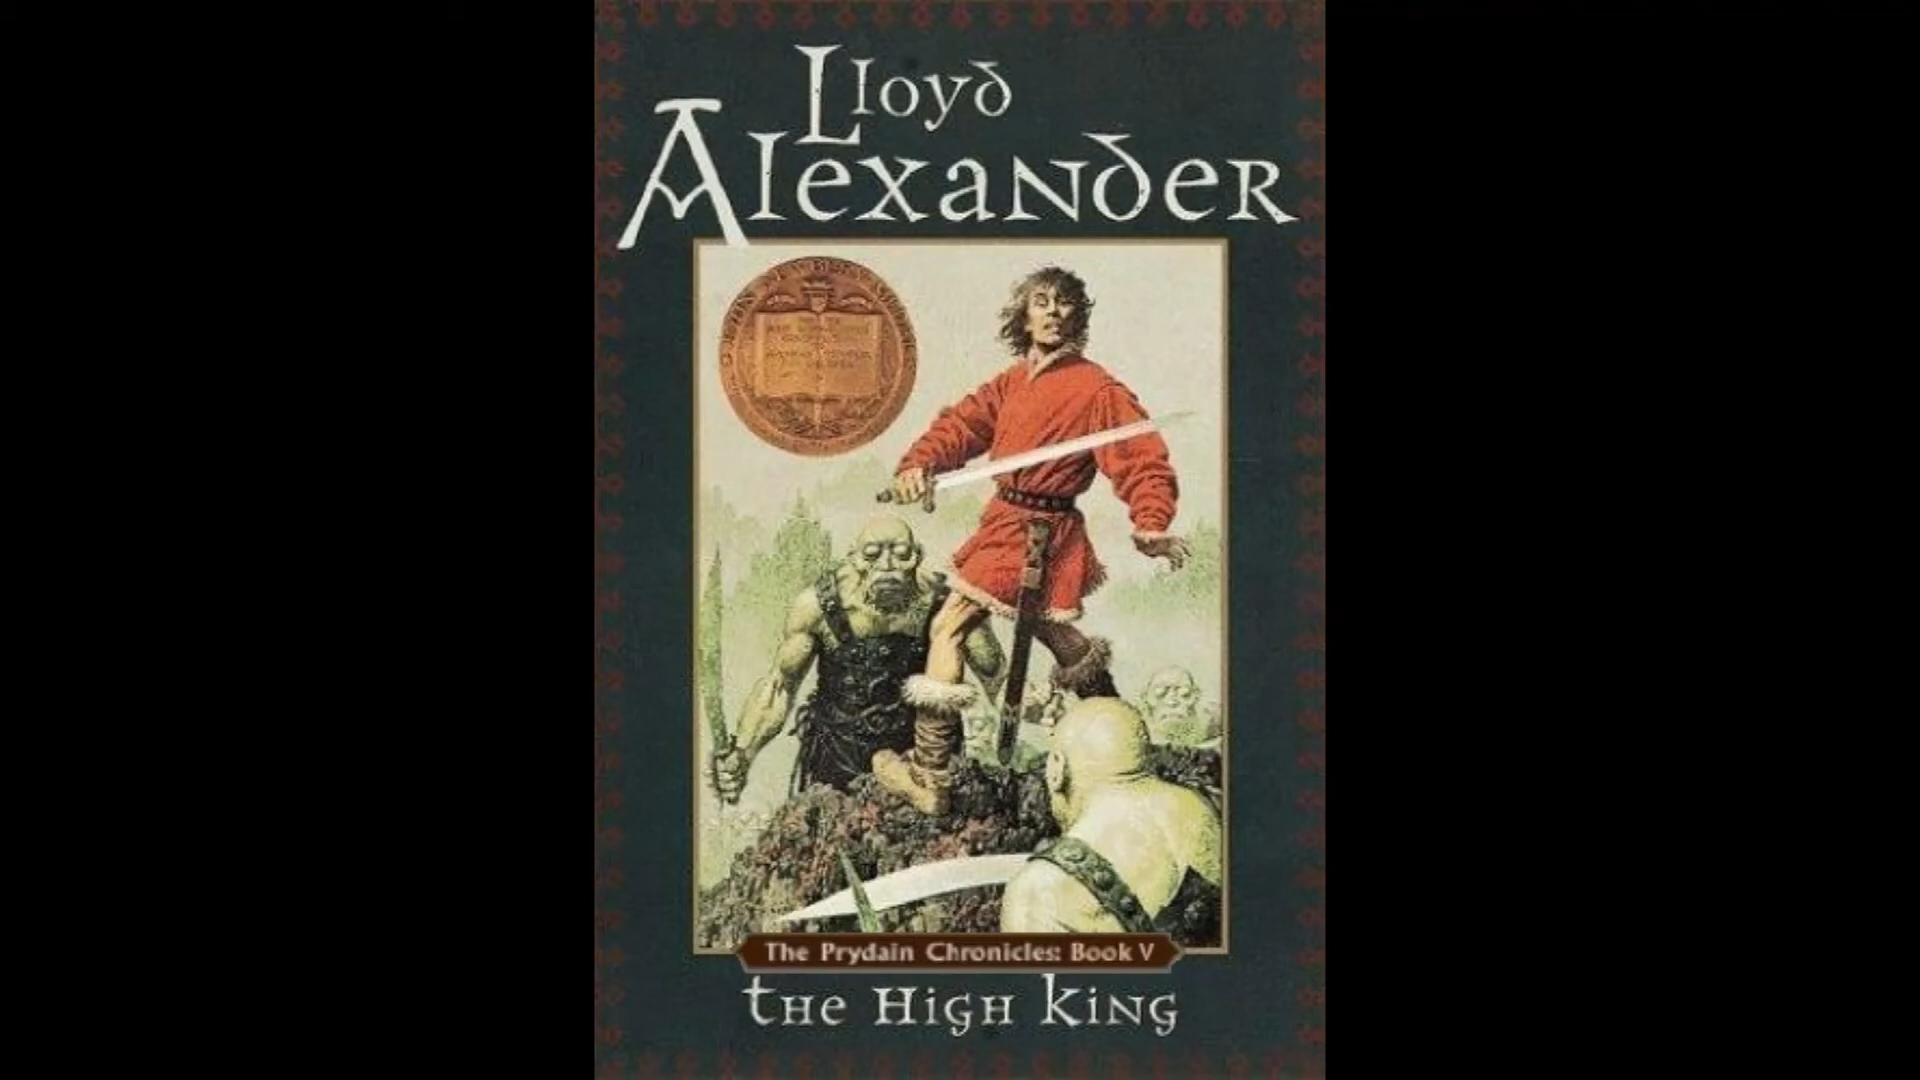 Lloyd
Alexander
The Prydain Chronicles: Book V
the High King